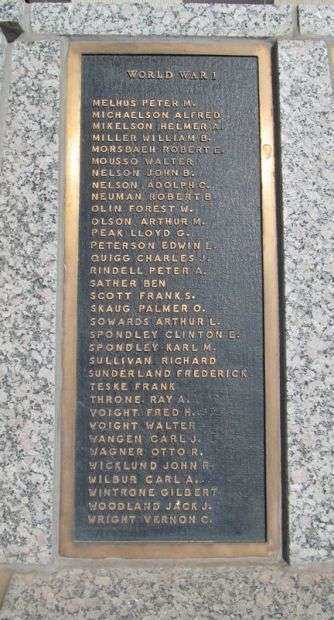 WORLD WAR I
MELHUS PETER M.
MICHAELSON ALFRED
MIKELSON HELMER A.
MILLER WILLIAM B.
MORSBAEH ROBERT E.
MOUSSO WALTER
NELSON JOHN B.
NELSON ADOLPH C.
NEUMAN ROBERT B
OLIN FOREST W.
OLSON ARTHUR M.
PEAK LLOYD G.
PETERSON EDWIN L.
QUIGG CHARLES J.
RINDELL PETER A.
SATHER BEN
SCOTT FRANK S.
SKAUG PALMER O.
SOWARDS ARTHUR L.
SPONDLEY CLINTON E.
SPONDLEY KARL M.
SULLIVAN RICHARD
SUNDERLAND FREDERICK
TESKE FRANK
THRONE RAY A.
VOIGHT FRED H.
VOIGHT WALTER
WANGEN CARL J.
WAGNER OTTO R.
WICKLUND JOHN R.
WILBUR CARL A.
WINTRONE GILBERT
WOODLAND JACK J.
WRIGHT VERNON C.